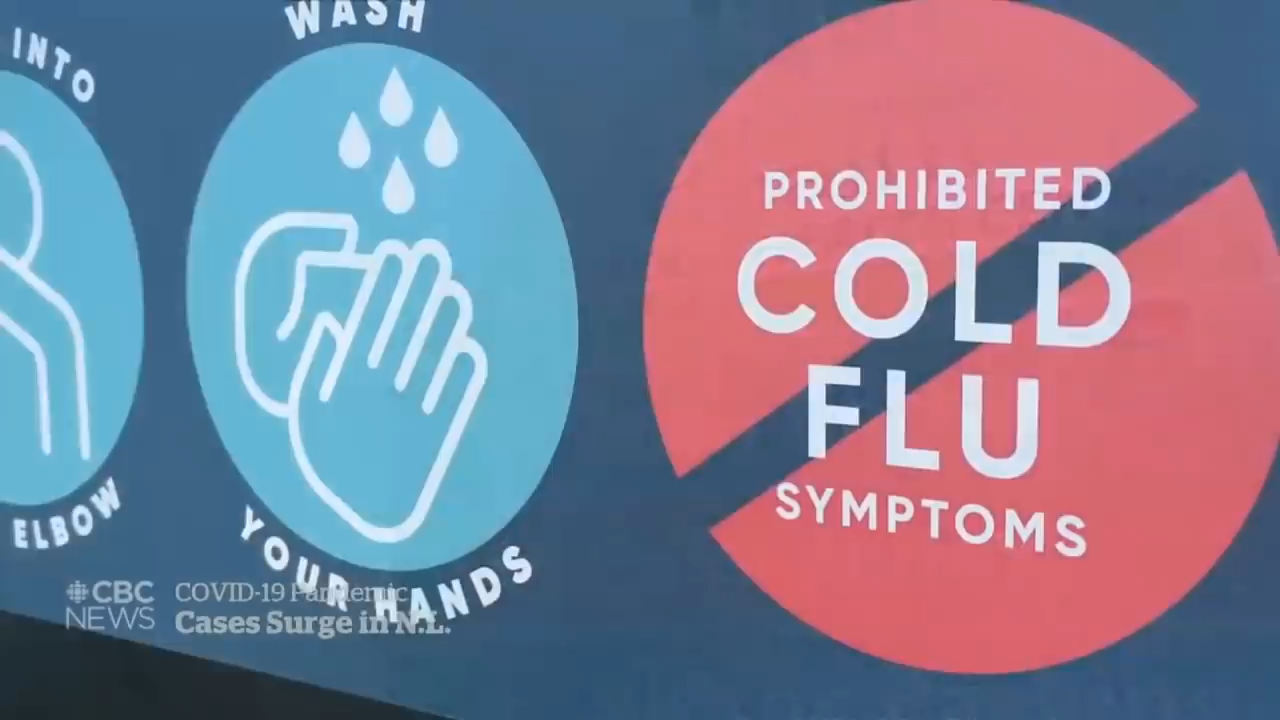 INTO
ELBOW
WASH
YOUR HANDS
PROHIBITED
COLD
FLU
SYMPTOMS
CBC
NEWS
COVID-19 Pandemic
Cases Surge in N.L.